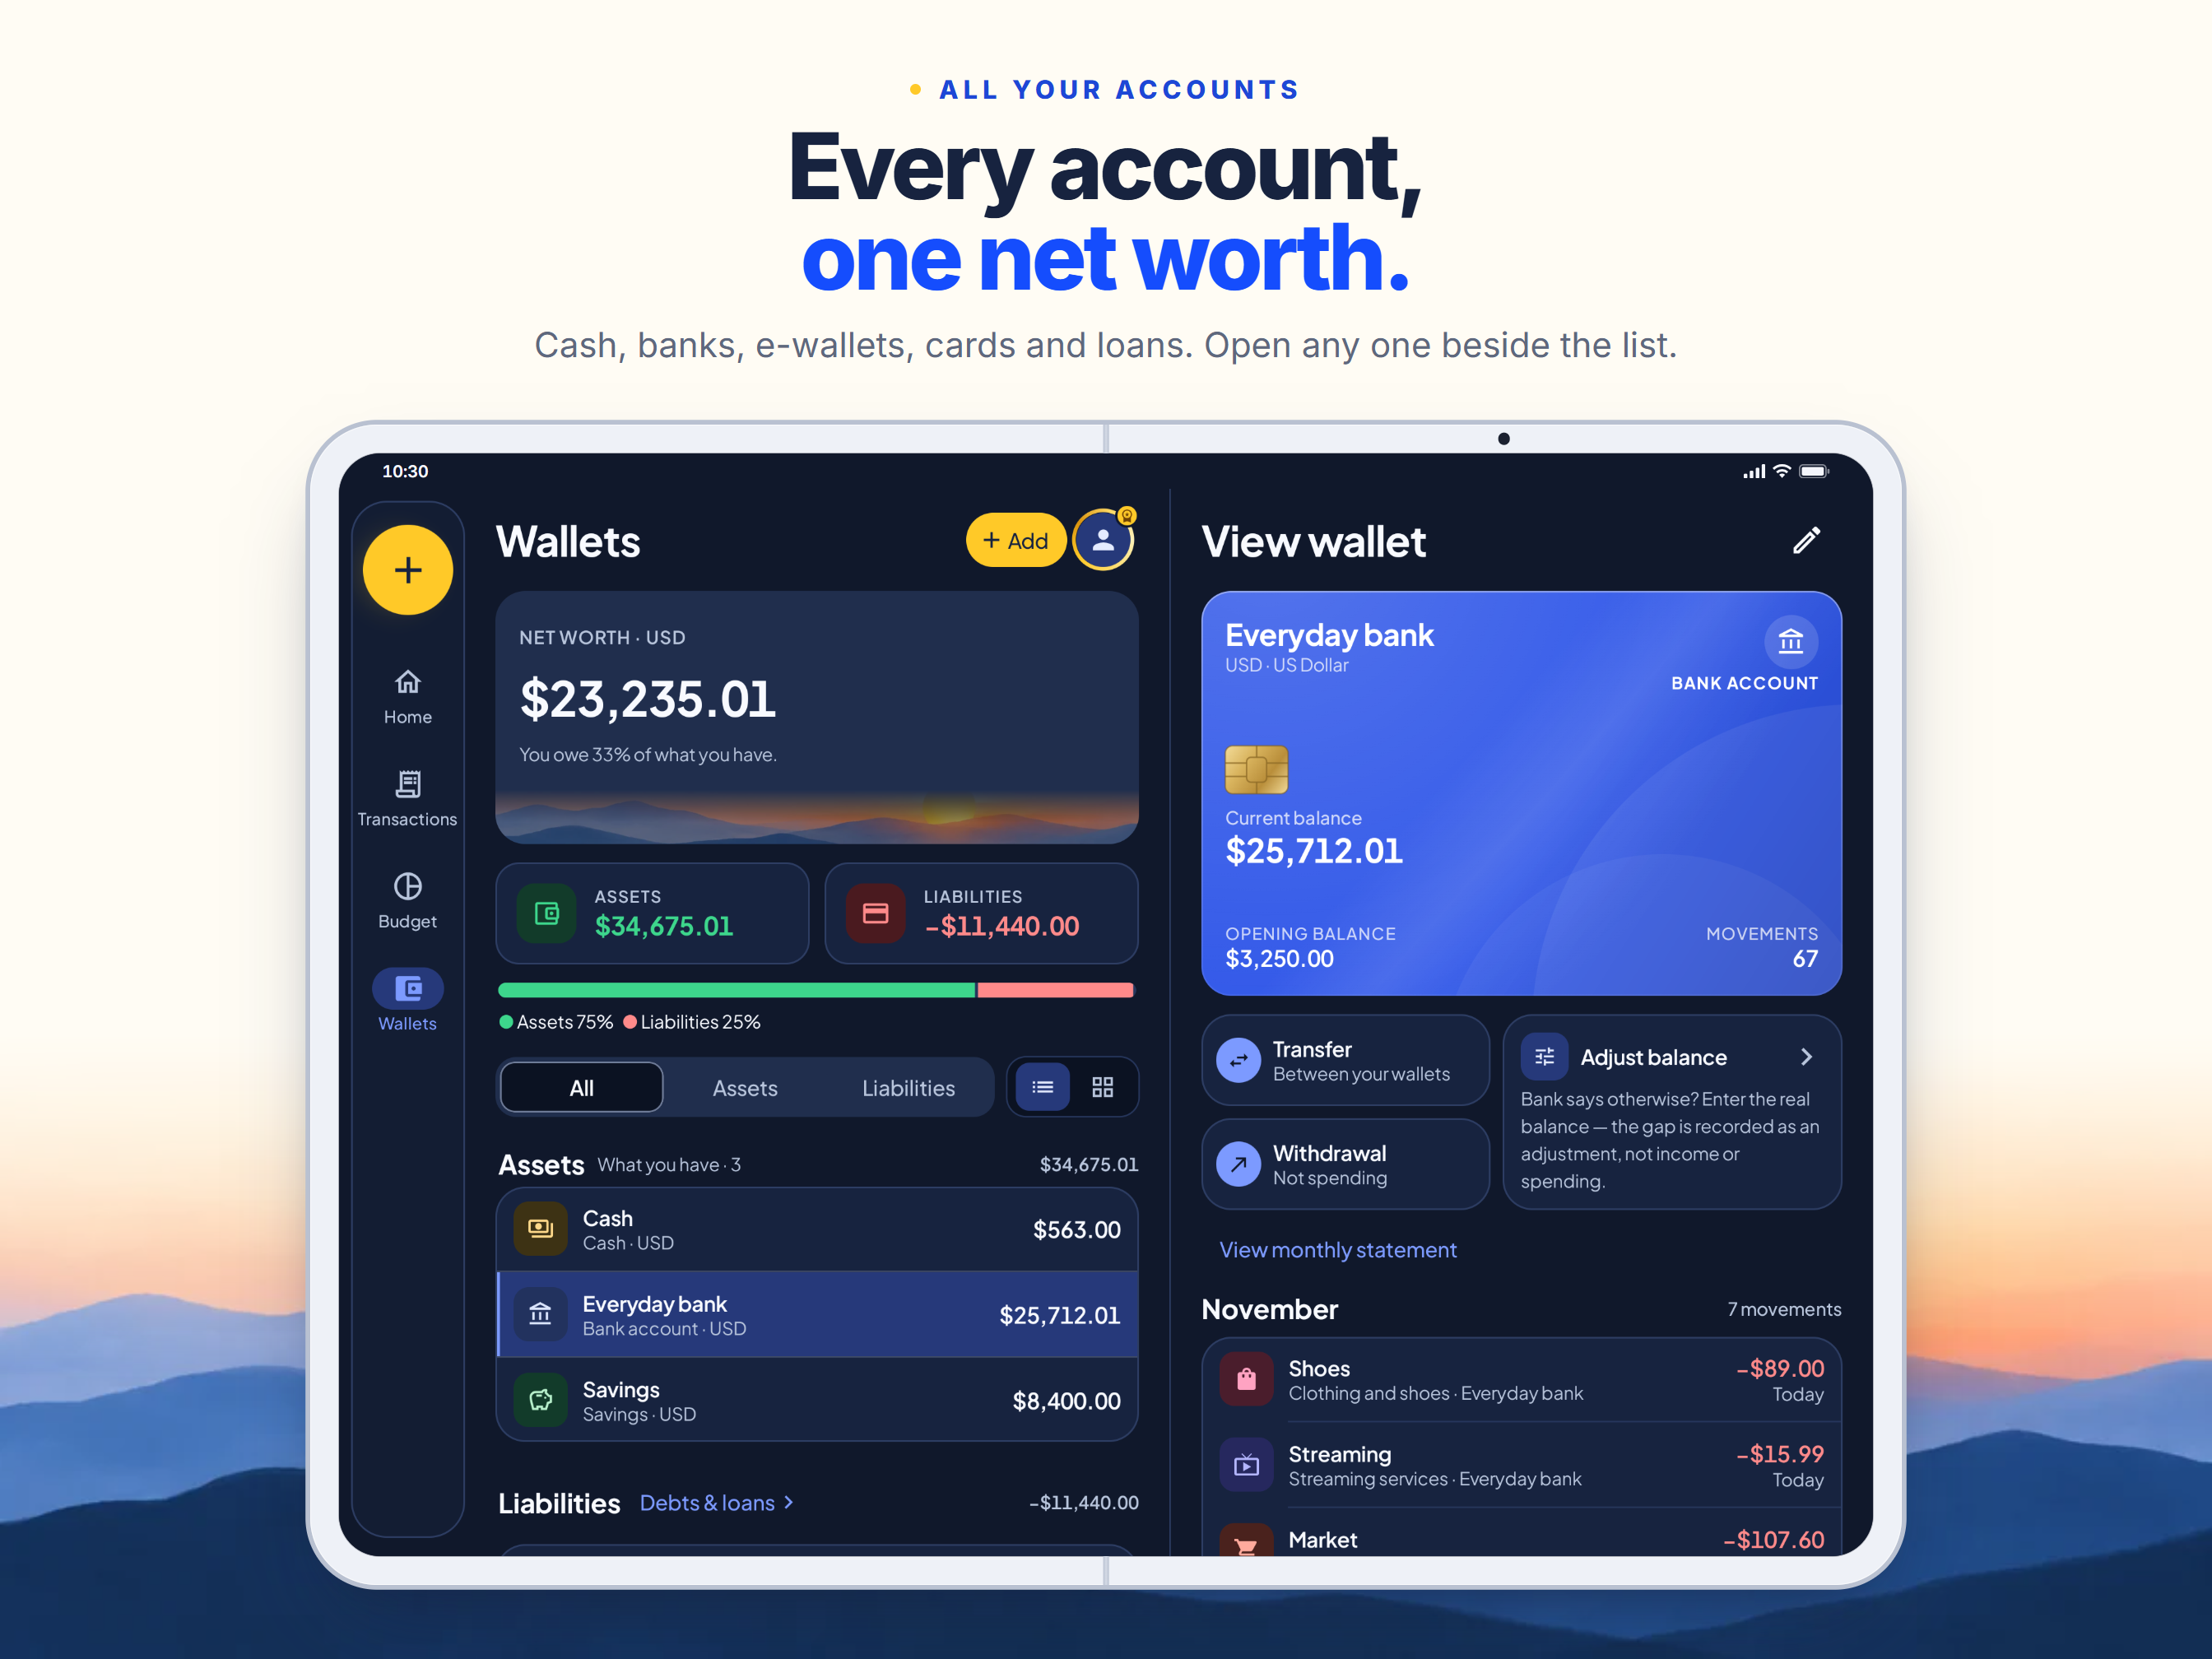 ALL YOUR ACCOUNTS
Every account,
one net worth.
Cash, banks, e-wallets, cards and loans. Open any one beside the list.
10:30
Home
Transactions
Budget
Wallets
Wallets
+ Add
NET WORTH · USD
$23,235.01
You owe 33% of what you have.
ASSETS
$34,675.01
LIABILITIES
-$11,440.00
Assets 75% Liabilities 25%
All Assets Liabilities
Assets What you have · 3 $34,675.01
Cash
Cash · USD
$563.00
Everyday bank
Bank account · USD
$25,712.01
Savings
Savings · USD
$8,400.00
Liabilities Debts & loans -$11,440.00
View wallet
Everyday bank
USD · US Dollar
BANK ACCOUNT
Current balance
$25,712.01
OPENING BALANCE
$3,250.00
MOVEMENTS
67
Transfer
Between your wallets
Withdrawal
Not spending
Adjust balance
Bank says otherwise? Enter the real
balance — the gap is recorded as an
adjustment, not income or
spending.
View monthly statement
November 7 movements
Shoes
Clothing and shoes · Everyday bank
-$89.00
Today
Streaming
Streaming services · Everyday bank
-$15.99
Today
Market
-$107.60